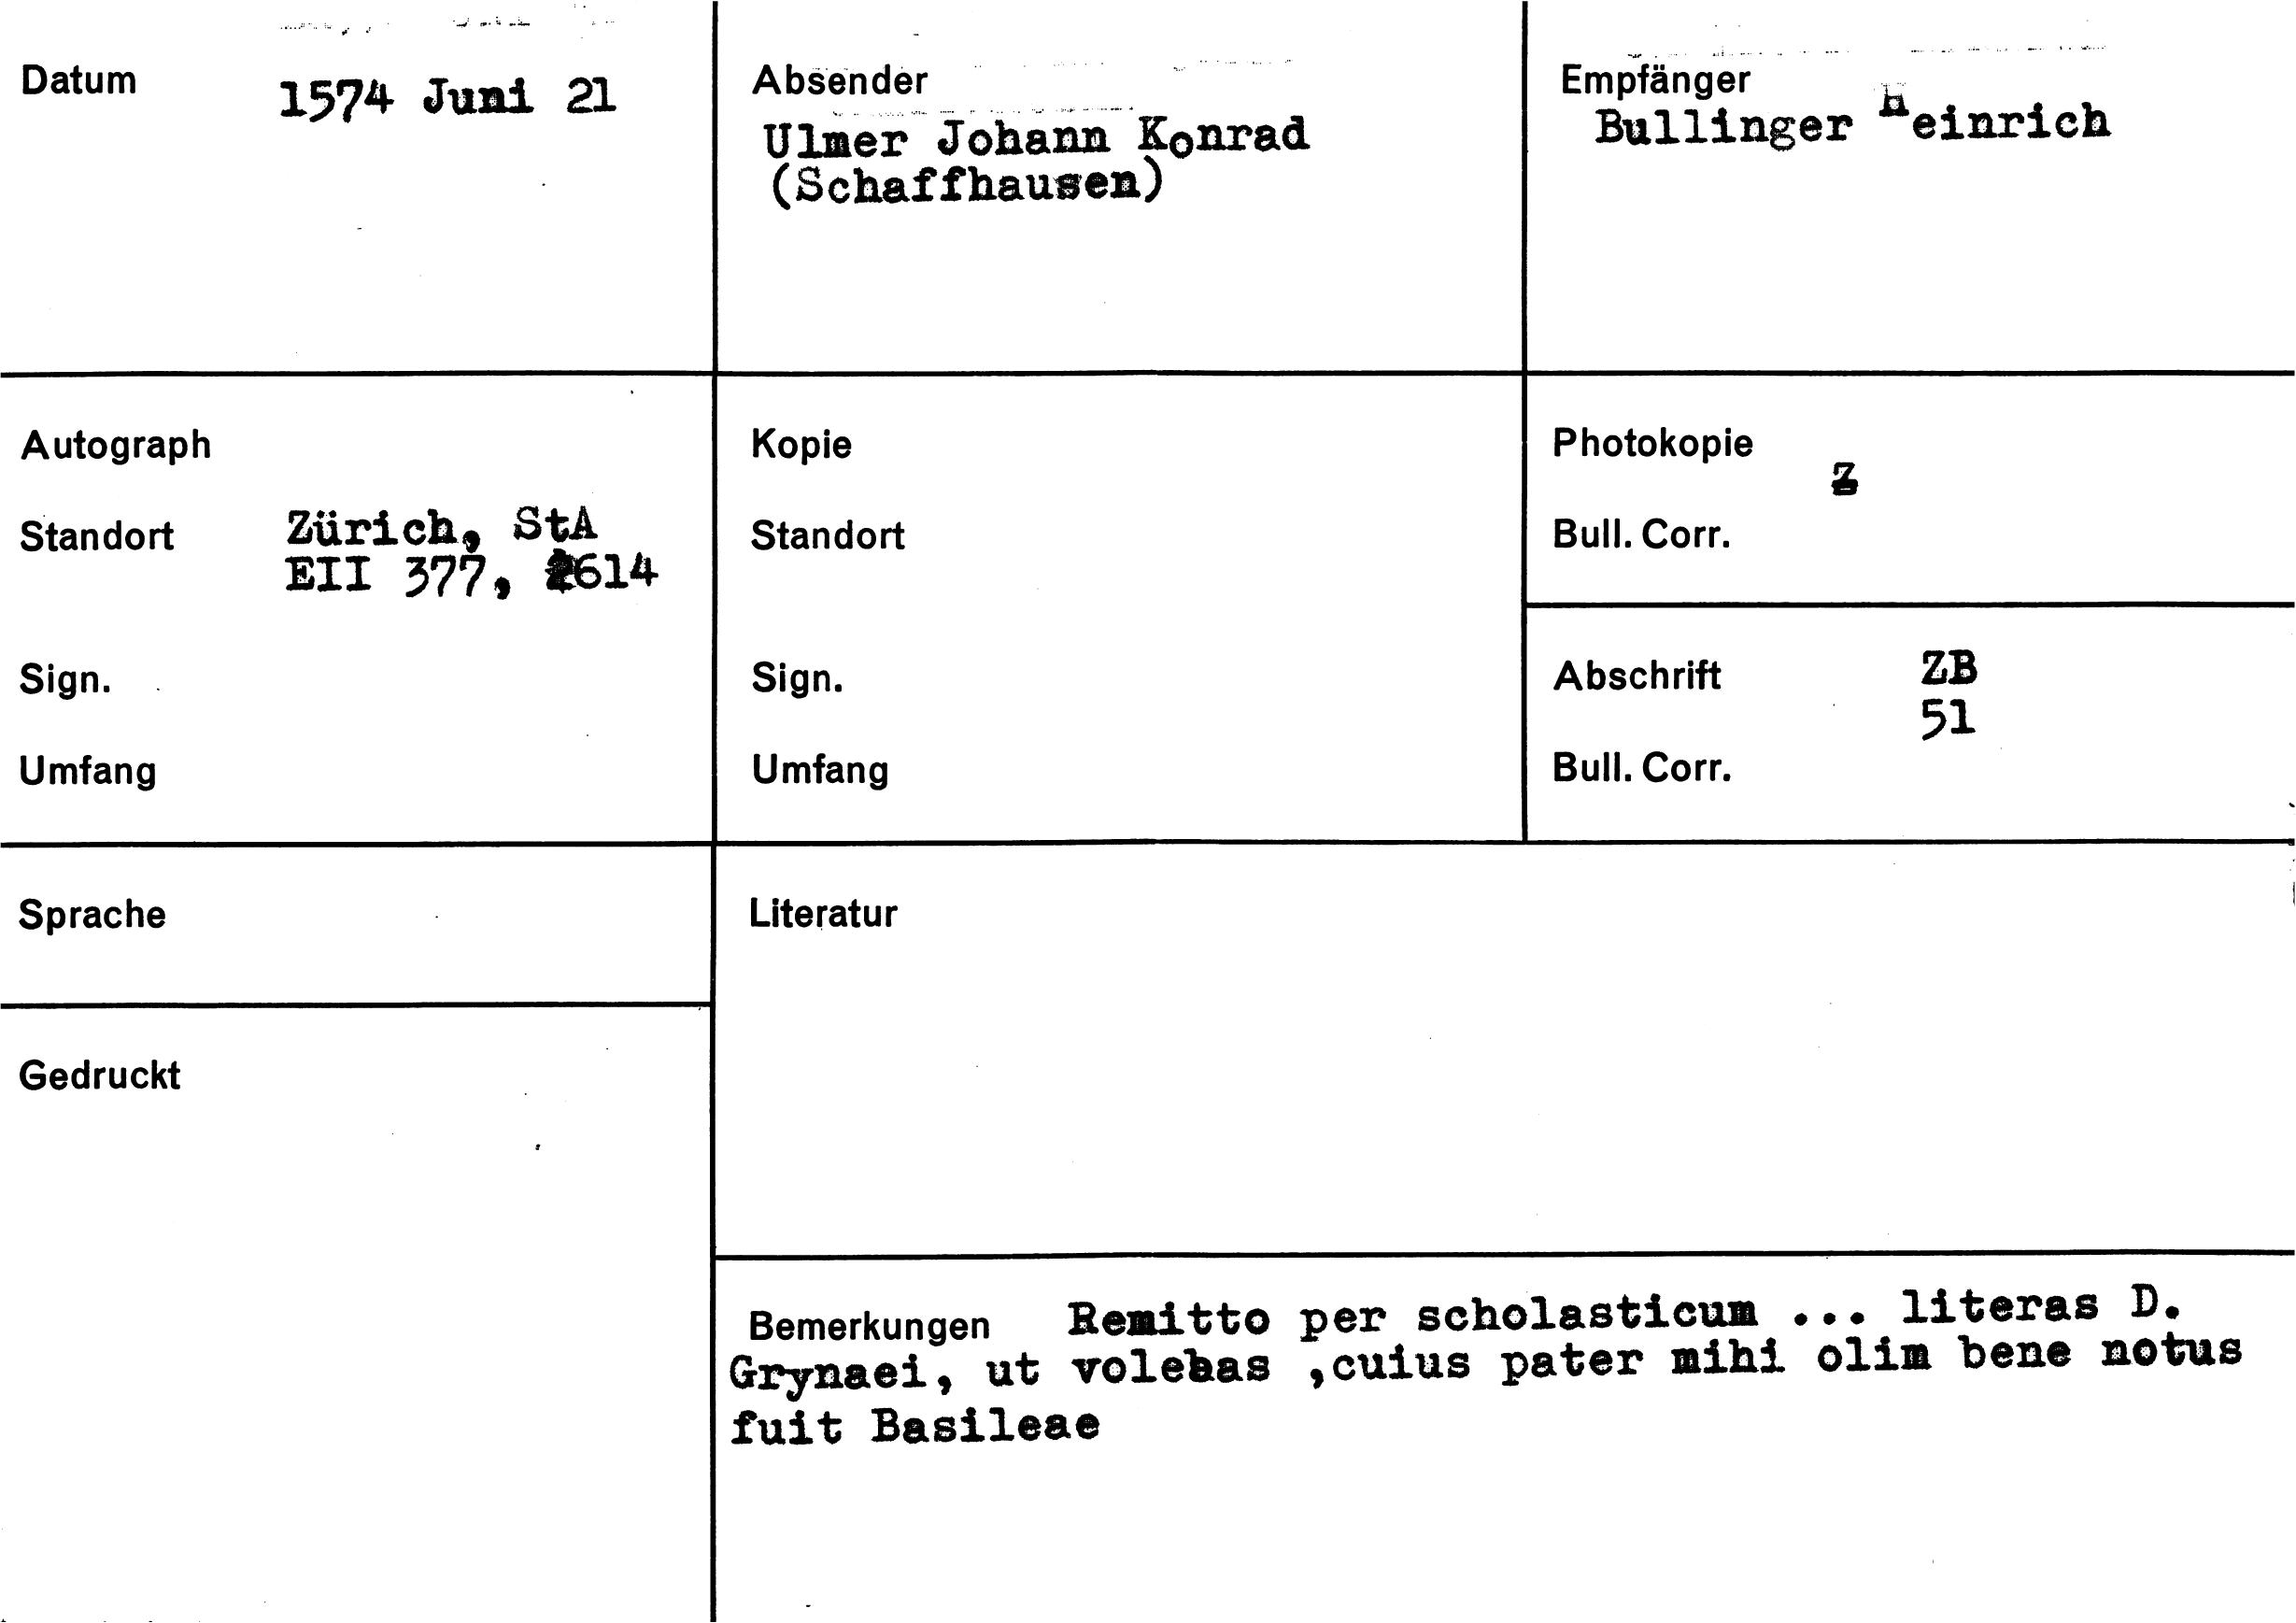 Datum
1574 Juni 21
Absender
Ulmer Johann Konrad
(Schaffhausen)
Empfänger
Bullinger Heinrich
Autograph
Standort
Zürich, StA
EII 377, 2614
Sign.
Umfang
Kopie
Standort
Sign.
Umfang
Photokopie
Z
Bull. Corr.
Abschrift
ZB
51
Bull. Corr.
Sprache
Literatur
Gedruckt
Bemerkungen Remitto per scholasticum ... literas D.
Grynaei, ut volebas ,cuius pater mihi olim bene notus
fuit Basileae